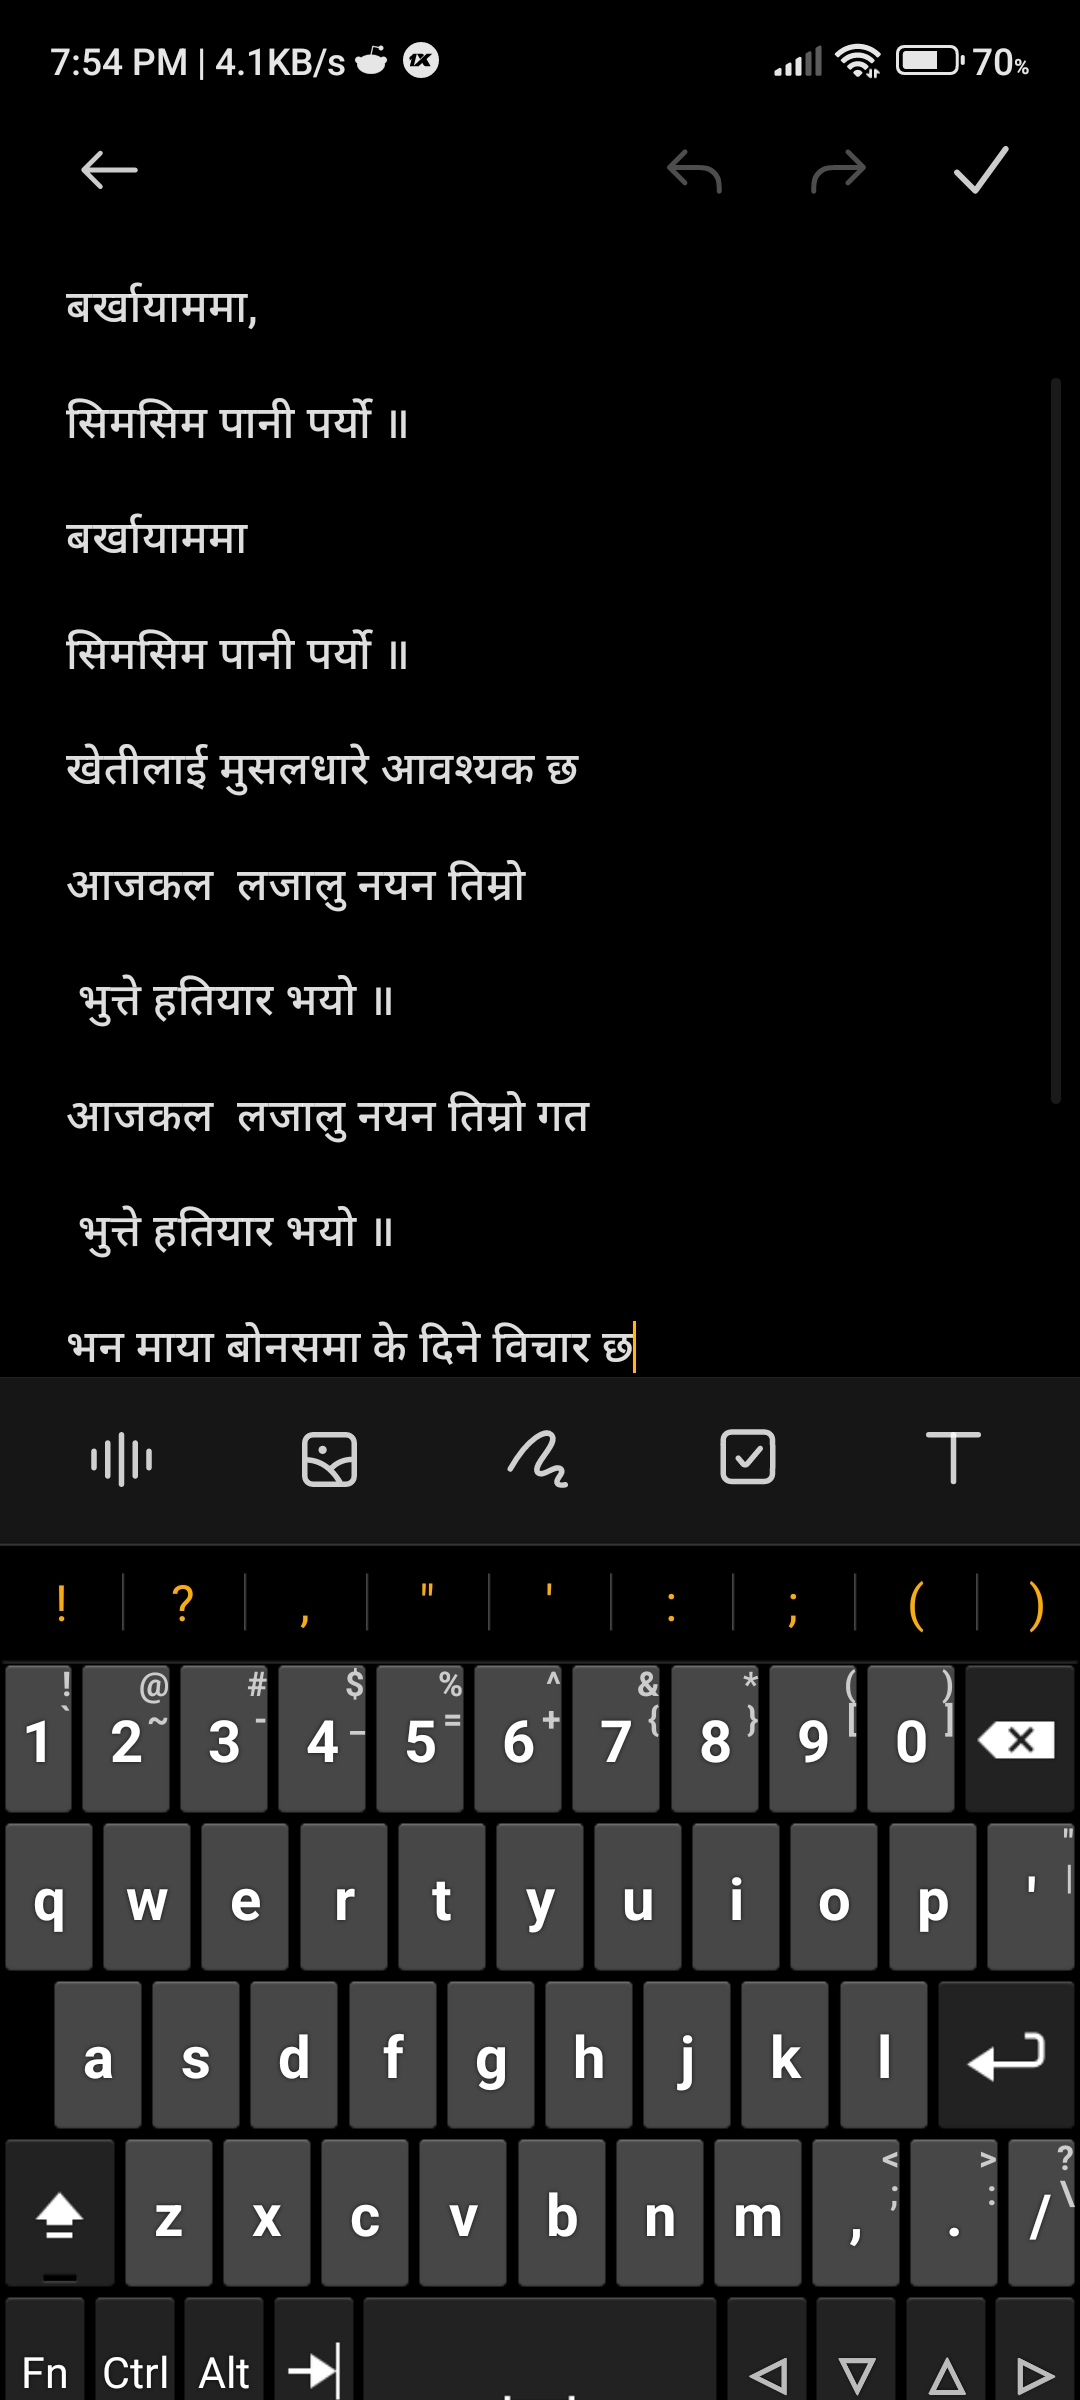 7:54 PM | 4.1KB/s 1X 70%
बर्खायाममा,
सिमसिम पानी पर्यो ॥
बर्खायाममा
सिमसिम पानी पर्यो ॥
खेतीलाई मुसलधारे आवश्यक छ
आजकल  लजालु नयन तिम्रो
भुत्ते हतियार भयो ॥
आजकल  लजालु नयन तिम्रो गत
भुत्ते हतियार भयो ॥
भन माया बोनसमा के दिने विचार छ
T
! ? , " ' : ; ( )
! @ # $ % ^ & * ( )
` ~ - _ = + { } [ ]
1 2 3 4 5 6 7 8 9 0
" |
q w e r t y u i o p '
a s d f g h j k l
< > ?
; : \
z x c v b n m , . /
Fn Ctrl Alt